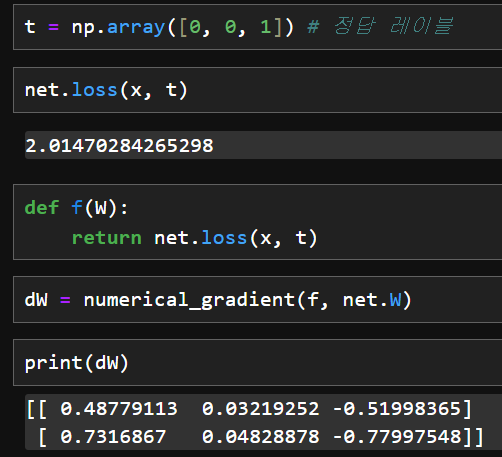 t = np.array([0, 0, 1]) # 정답 레이블
net.loss(x, t)
2.01470284265298
def f(W):
    return net.loss(x, t)
dW = numerical_gradient(f, net.W)
print(dW)
[[ 0.48779113  0.03219252 -0.51998365]
 [ 0.7316867   0.04828878 -0.77997548]]